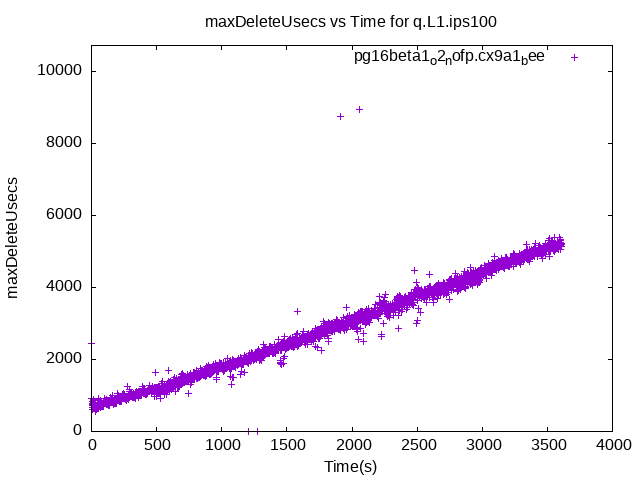 maxDeleteUsecs vs Time for q.L1.ips100
pg16beta1o2nofp.cx9a1bee
10000
8000
6000
4000
2000
0
maxDeleteUsecs
0 500 1000 1500 2000 2500 3000 3500 4000
Time(s)